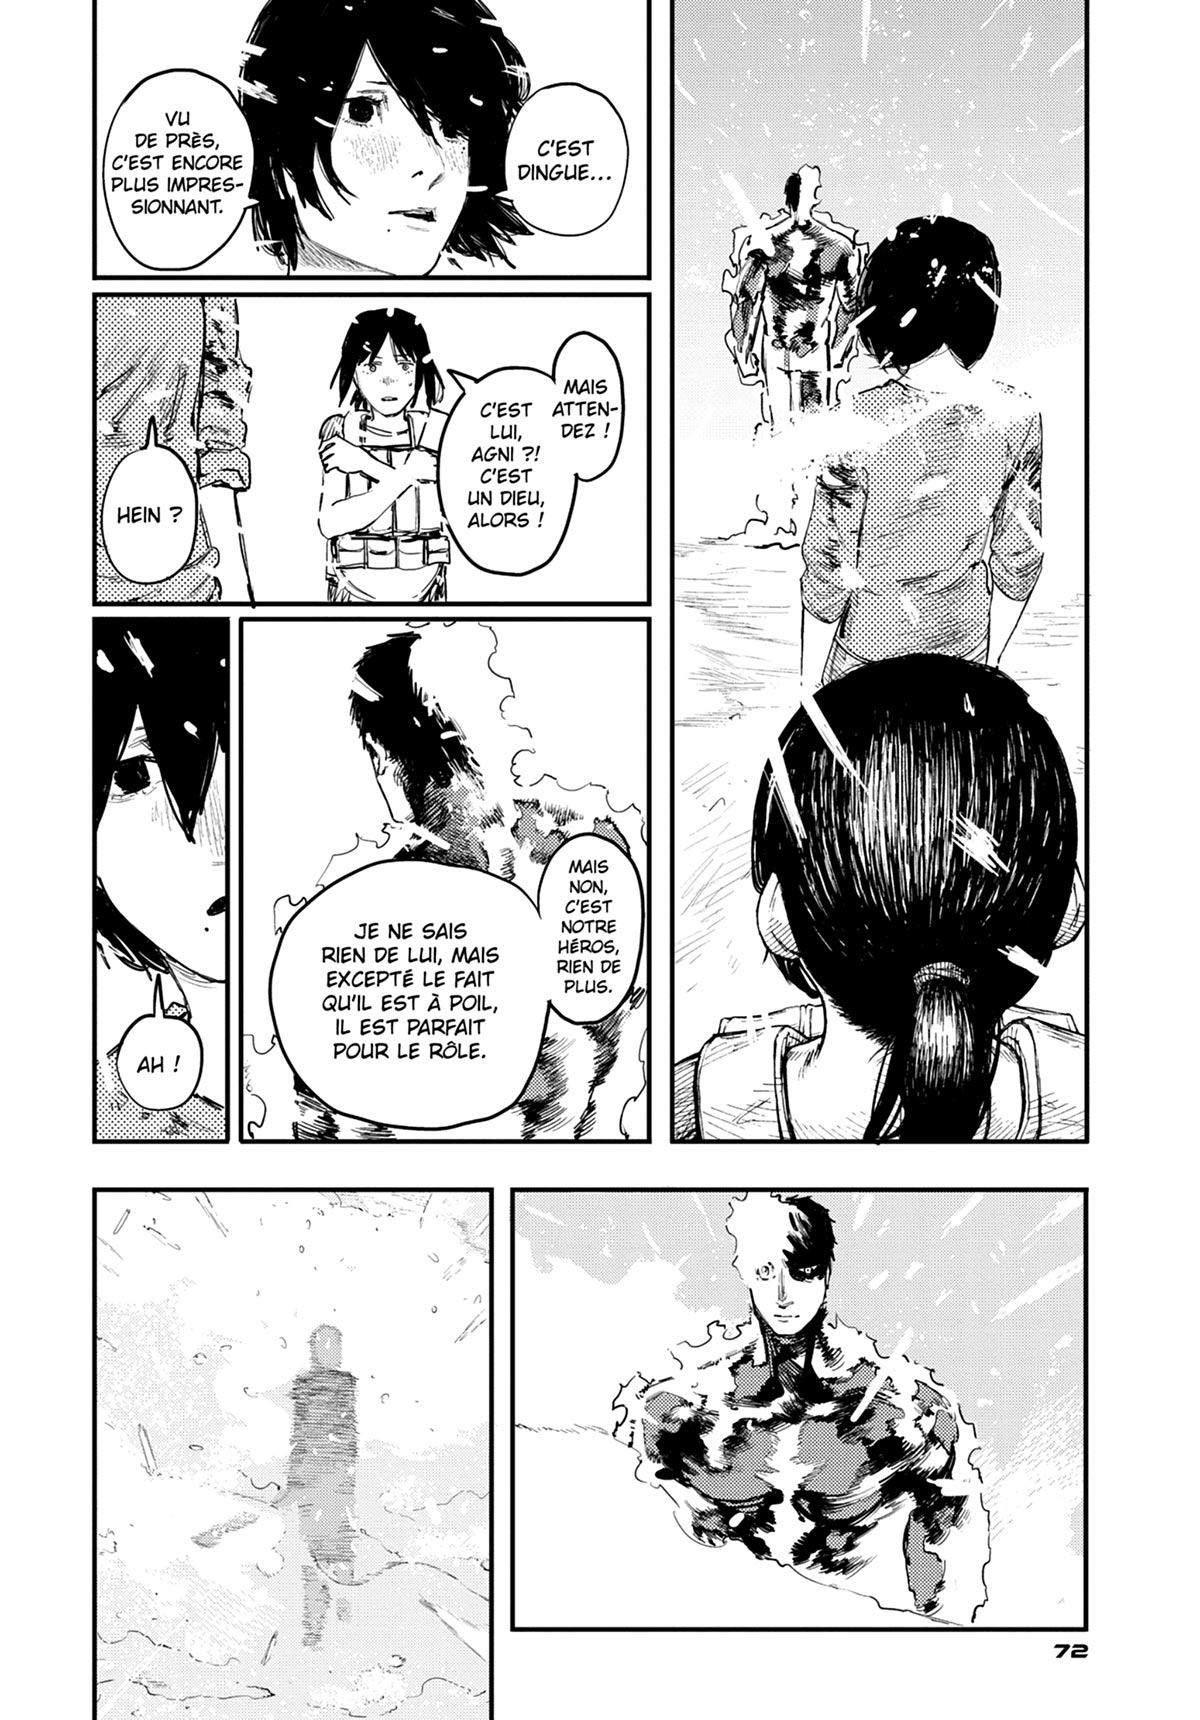 C'EST
DINGUE...
VU
DE PRÈS,
C'EST ENCORE
PLUS IMPRES-
SIONNANT.
MAIS
ATTEN-
DEZ !
C'EST
LUI,
AGNI ?!
C'EST
UN DIEU,
ALORS !
HEIN ?
MAIS
NON,
C'EST
NOTRE
HÉROS,
RIEN DE
PLUS.
JE NE SAIS
RIEN DE LUI, MAIS
EXCEPTÉ LE FAIT
QU'IL EST À POIL,
IL EST PARFAIT
POUR LE RÔLE.
AH !
72